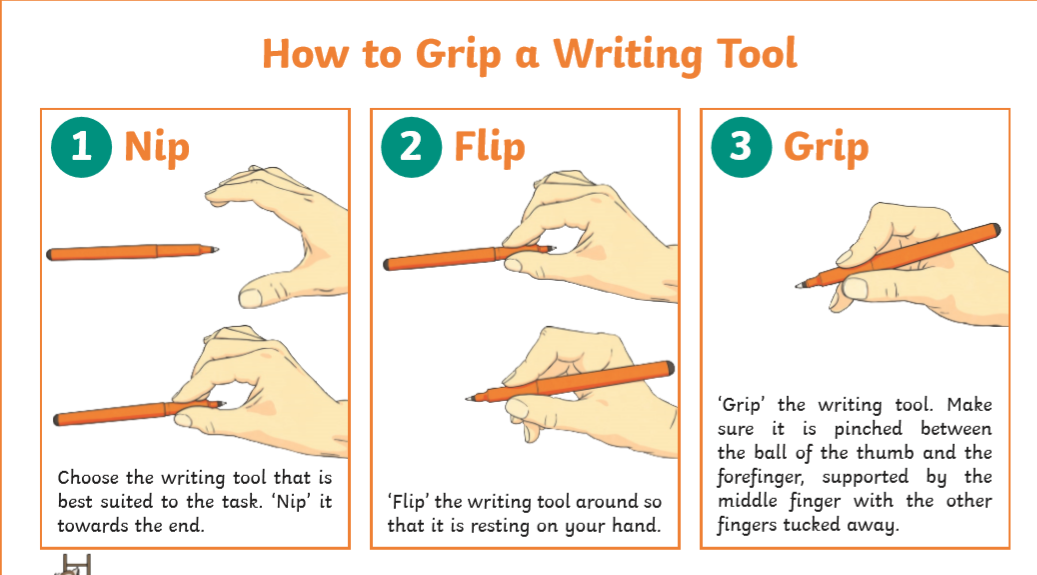 How to Grip a Writing Tool
1 Nip
Choose the writing tool that is
best suited to the task. ‘Nip’ it
towards the end.
2 Flip
‘Flip’ the writing tool around so
that it is resting on your hand.
3 Grip
‘Grip’ the writing tool. Make
sure it is pinched between
the ball of the thumb and the
forefinger, supported by the
middle finger with the other
fingers tucked away.